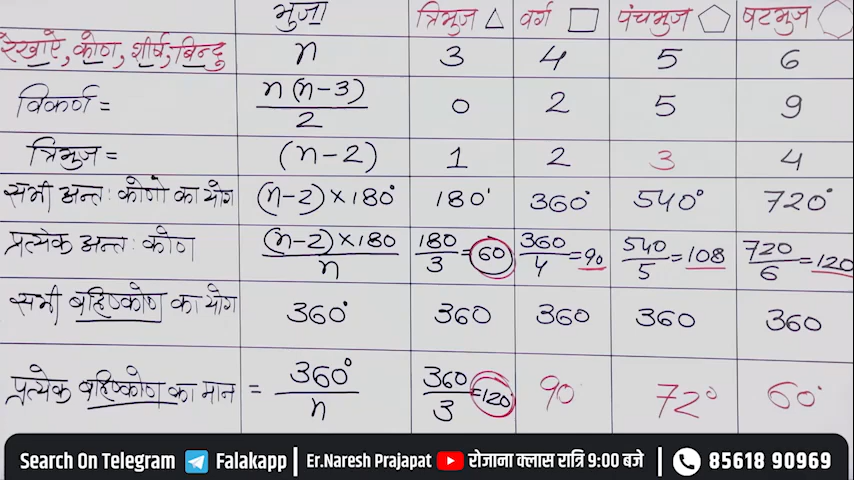 भुजा त्रिभुज वर्ग पंचभुज षटभुज
रेखाऐ, कोण, शीर्ष, बिन्दु n 3 4 5 6
विकर्ण = n(n-3)/2 0 2 5 9
त्रिभुज = (n-2) 1 2 3 4
सभी अन्तः कोणो का योग (n-2)×180° 180° 360° 540° 720°
प्रत्येक अन्तः कोण (n-2)×180/n 180/3=60 360/4=90 540/5=108 720/6=120
सभी बहिष्कोण का योग 360° 360 360 360 360
प्रत्येक बहिष्कोण का मान = 360°/n 360/3=120° 90 72° 60°
Search On Telegram Falakapp Er.Naresh Prajapat रोजाना क्लास रात्रि 9:00 बजे 85618 90969